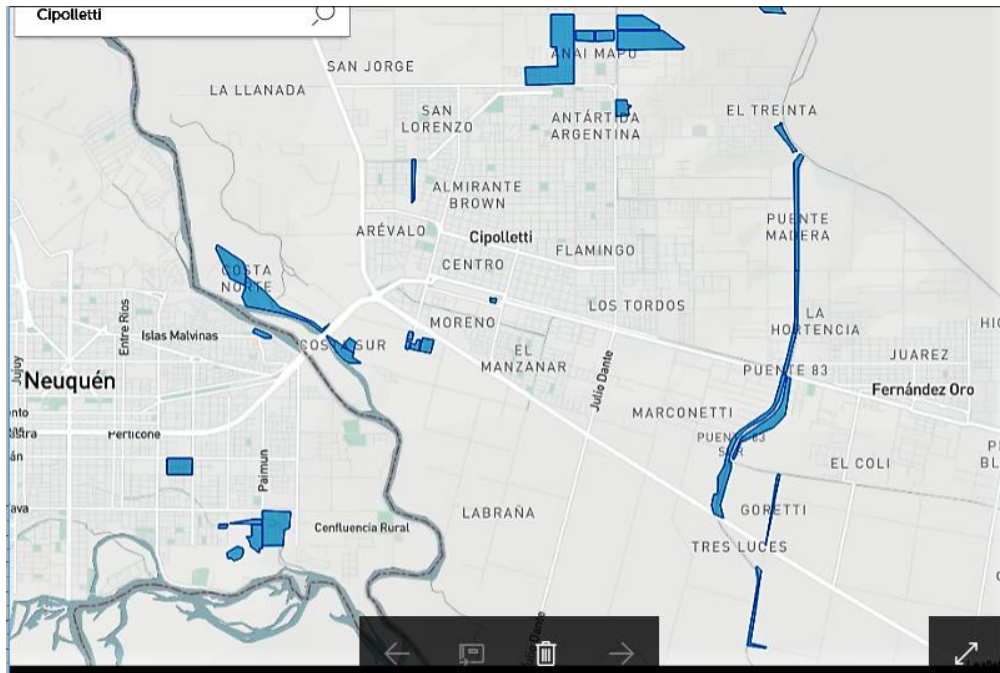 Cipolletti
ANAI MAPU
SAN JORGE
LA LLANADA
SAN
LORENZO
ANTÁRTIDA
ARGENTINA
EL TREINTA
ALMIRANTE
BROWN
PUENTE
MADERA
ARÉVALO
Cipolletti
FLAMINGO
CENTRO
COSTA
NORTE
LOS TORDOS
Entre Rios
Islas Malvinas
MORENO
LA
HORTENCIA
COSTA SUR
EL
MANZANAR
JUAREZ
Jujuy
Julio Dante
PUENTE 83
Neuquén
Fernández Oro
MARCONETTI
Perticone
PUENTE 83
SUR
EL COLI
Paimun
LABRAÑA
GORETTI
Confluencia Rural
TRES LUCES
Julio Dante